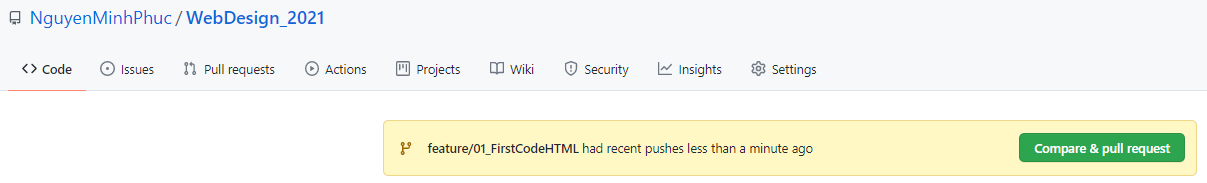 NguyenMinhPhuc / WebDesign_2021
Code Issues Pull requests Actions Projects Wiki Security Insights Settings
feature/01_FirstCodeHTML had recent pushes less than a minute ago Compare & pull request